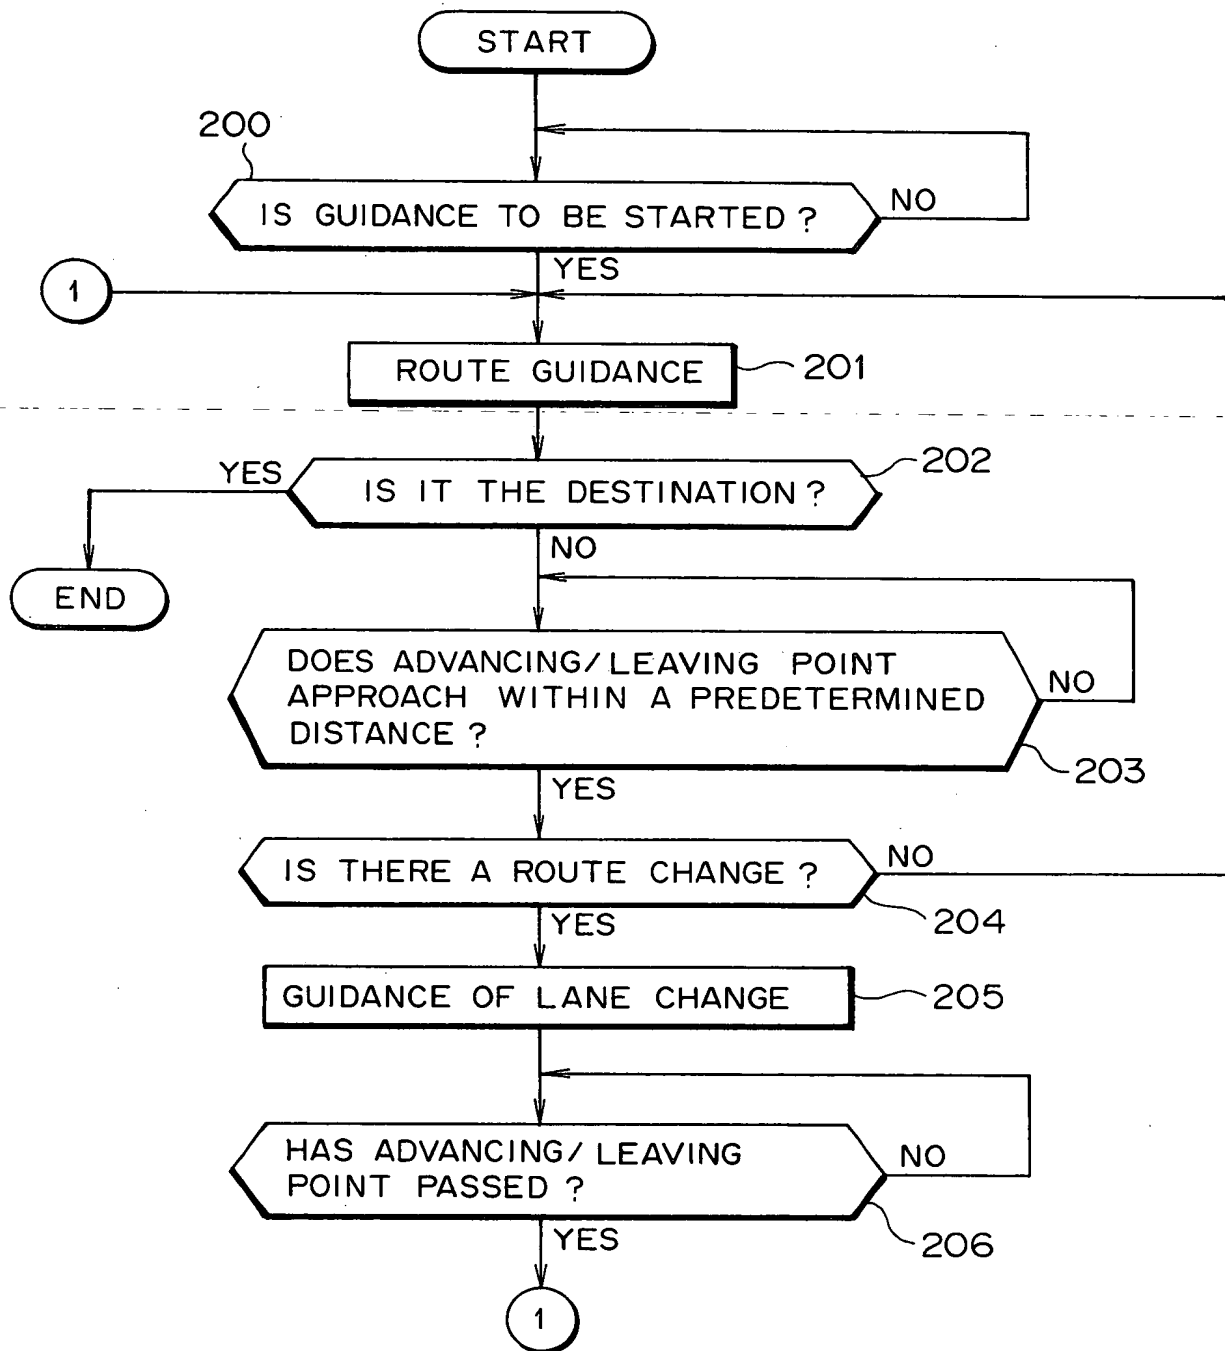 START
200
IS GUIDANCE TO BE STARTED ?
NO
YES
1
ROUTE GUIDANCE
201
202
YES
IS IT THE DESTINATION ?
NO
END
DOES ADVANCING/LEAVING POINT
APPROACH WITHIN A PREDETERMINED
DISTANCE ?
NO
203
YES
IS THERE A ROUTE CHANGE ?
NO
204
YES
GUIDANCE OF LANE CHANGE
205
HAS ADVANCING/LEAVING
POINT PASSED ?
NO
206
YES
1